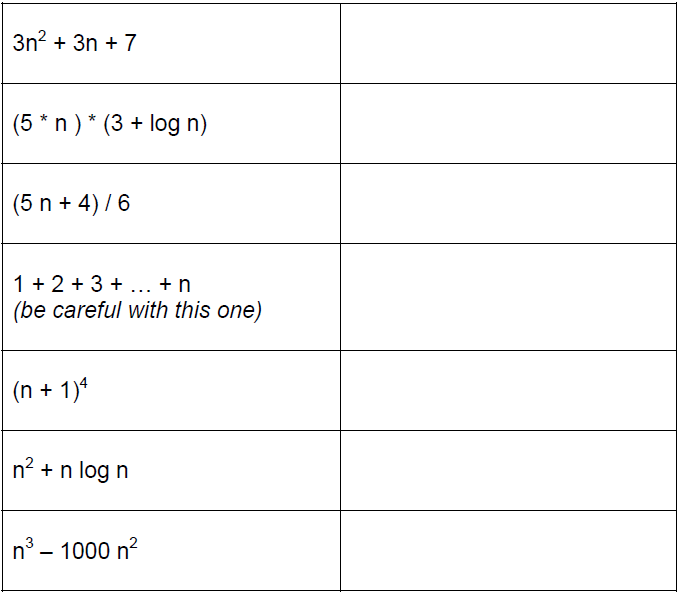 3n² + 3n + 7
(5 * n ) * (3 + log n)
(5 n + 4) / 6
1 + 2 + 3 + … + n
(be careful with this one)
(n + 1)⁴
n² + n log n
n³ – 1000 n²